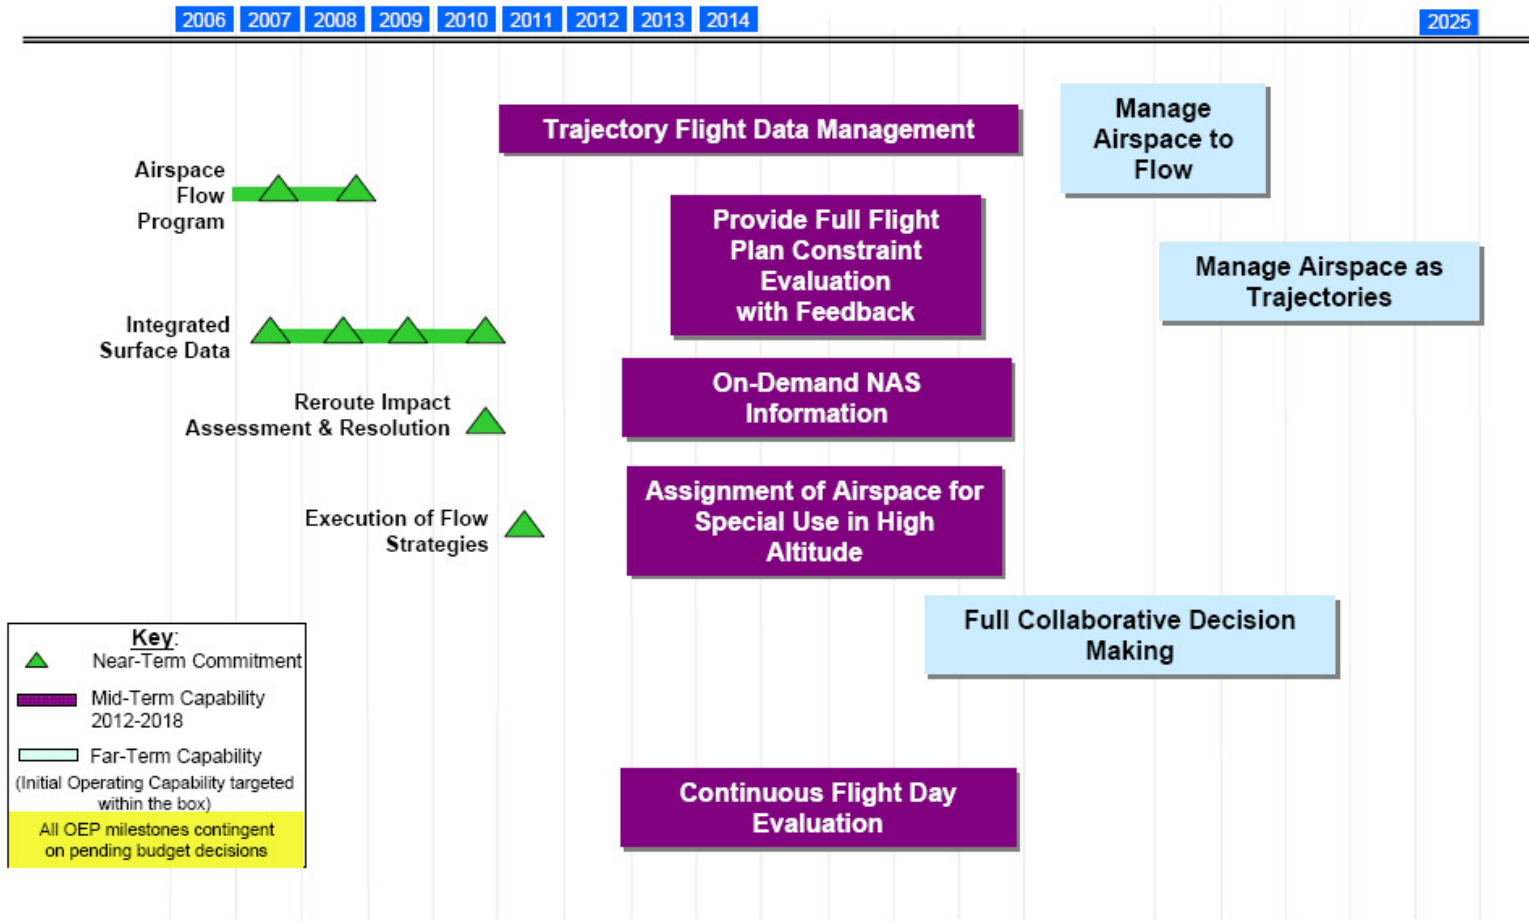 2006 2007 2008 2009 2010 2011 2012 2013 2014 2025
Trajectory Flight Data Management
Manage
Airspace to
Flow
Airspace
Flow
Program
Provide Full Flight
Plan Constraint
Evaluation
with Feedback
Manage Airspace as
Trajectories
Integrated
Surface Data
On-Demand NAS
Information
Reroute Impact
Assessment & Resolution
Assignment of Airspace for
Special Use in High
Altitude
Execution of Flow
Strategies
Full Collaborative Decision
Making
Key:
Near-Term Commitment
Mid-Term Capability
2012-2018
Far-Term Capability
(Initial Operating Capability targeted
within the box)
All OEP milestones contingent
on pending budget decisions
Continuous Flight Day
Evaluation